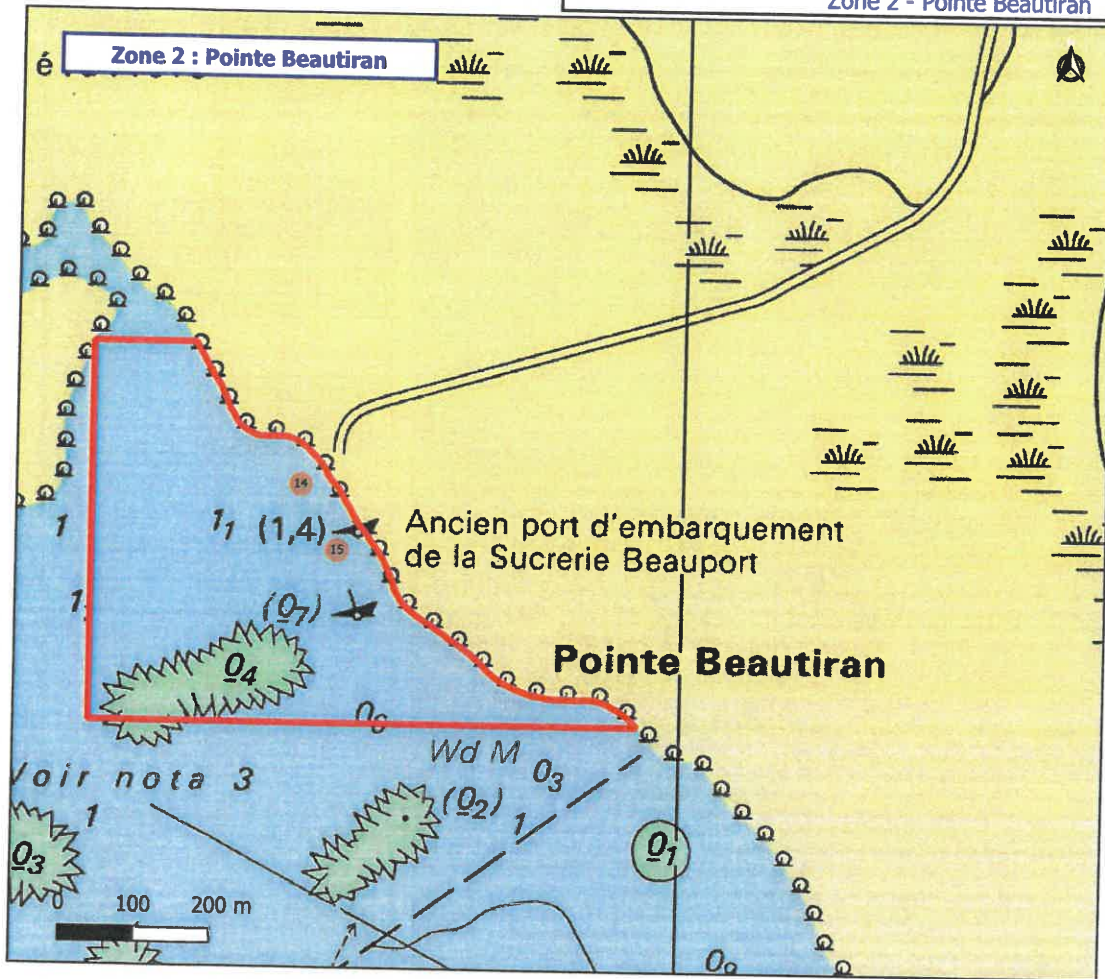 Zone 2 - Pointe Beautiran
Zone 2 : Pointe Beautiran
é
14
1₁ (1,4)
15
Ancien port d'embarquement
de la Sucrerie Beauport
1
1
(0₇)
0₄
Pointe Beautiran
Wd M
0₃
Voir nota 3
(0₂)
1
1
0₃
0₁
0 100 200 m